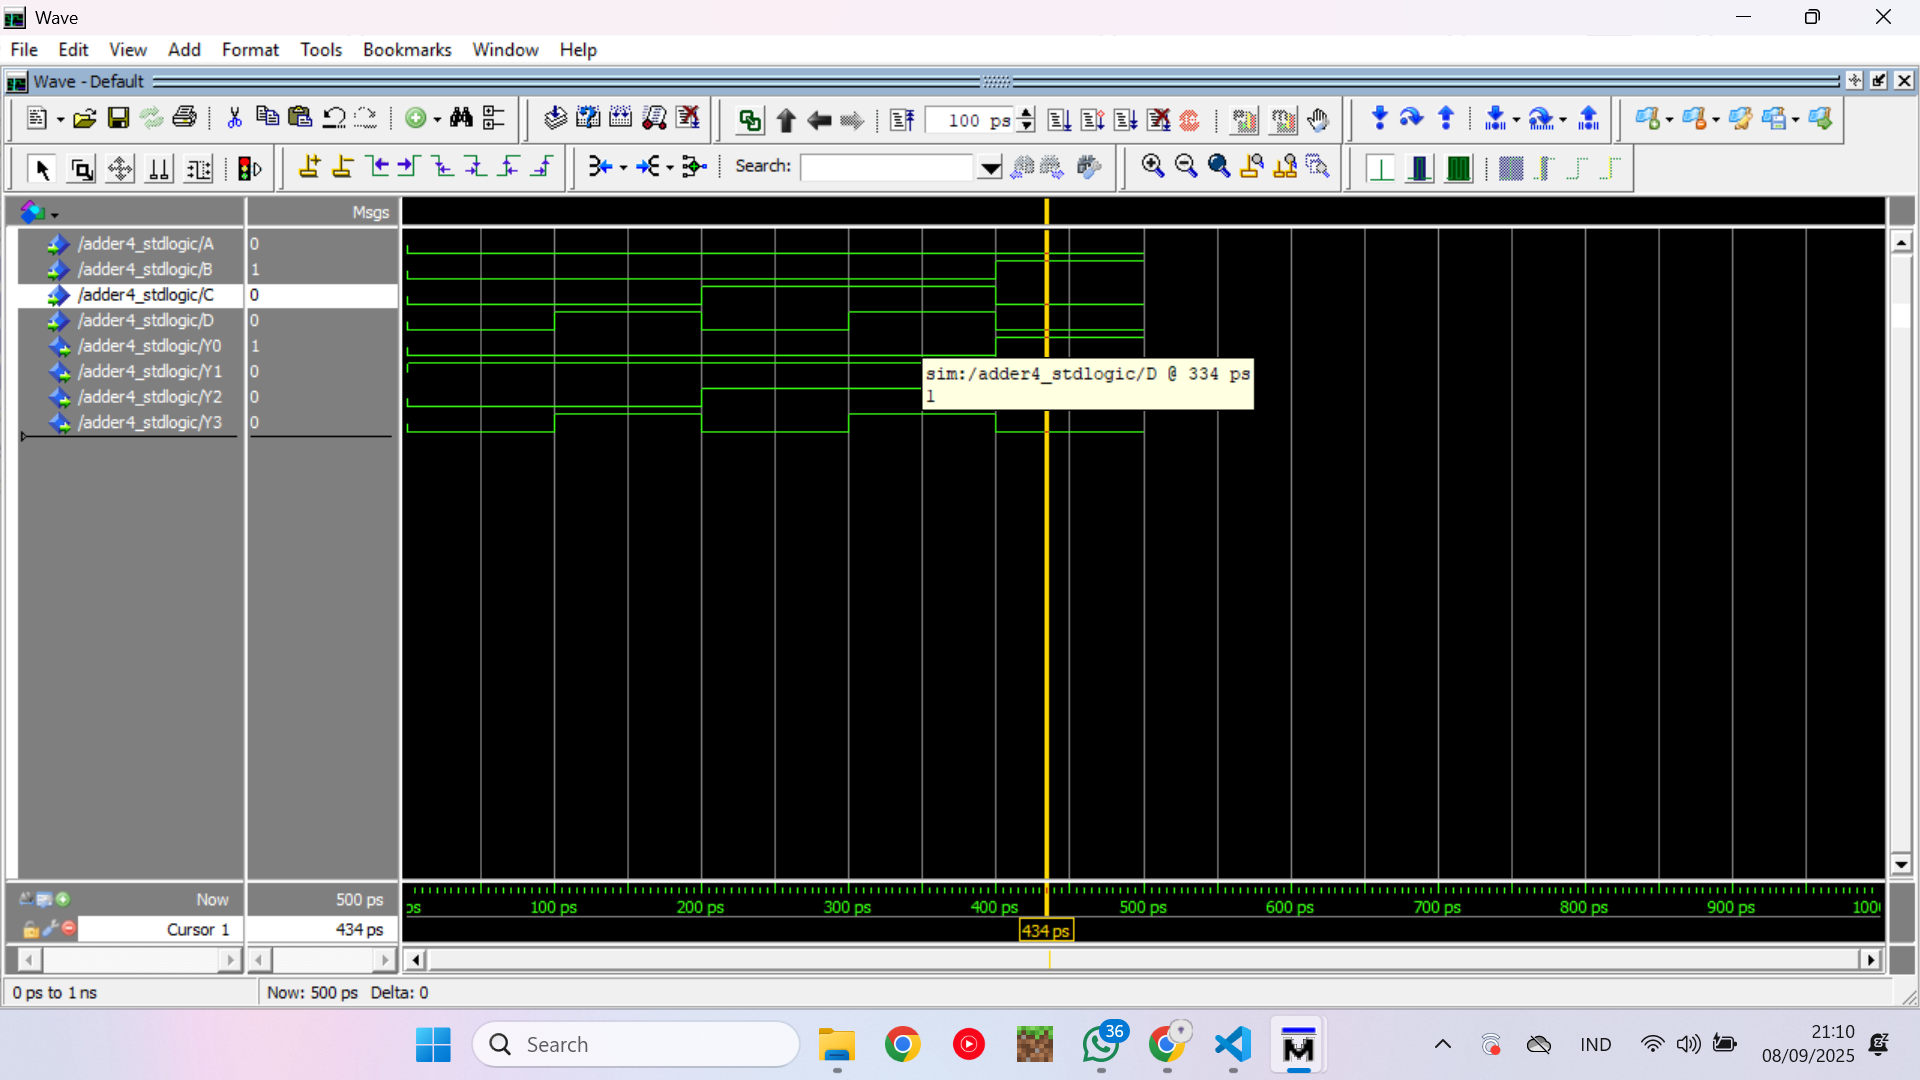 Wave
File Edit View Add Format Tools Bookmarks Window Help
Wave - Default
100 ps
Search:
Msgs
/adder4_stdlogic/A 0
/adder4_stdlogic/B 1
/adder4_stdlogic/C 0
/adder4_stdlogic/D 0
/adder4_stdlogic/Y0 1
/adder4_stdlogic/Y1 0
/adder4_stdlogic/Y2 0
/adder4_stdlogic/Y3 0
sim:/adder4_stdlogic/D @ 334 ps
1
Now 500 ps
ps 100 ps 200 ps 300 ps 400 ps 500 ps 600 ps 700 ps 800 ps 900 ps 100
Cursor 1 434 ps
434 ps
0 ps to 1 ns Now: 500 ps Delta: 0
Search
36
M
IND
21:10
08/09/2025